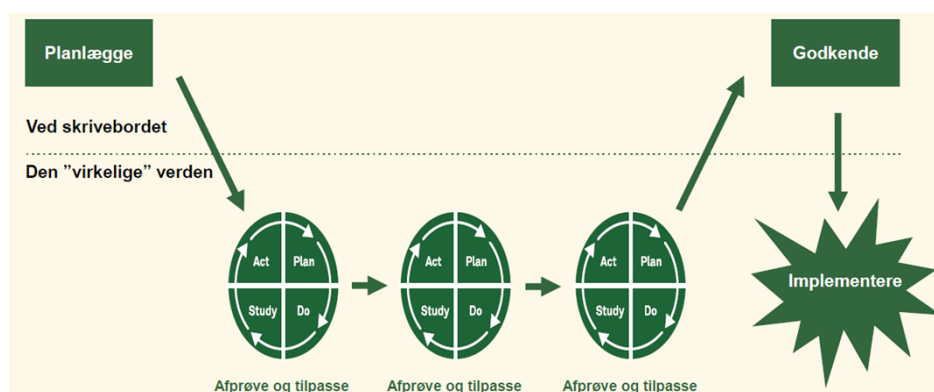 Planlægge
Godkende
Ved skrivebordet
Den ”virkelige” verden
Act Plan
Study Do
Act Plan
Study Do
Act Plan
Study Do
Implementere
Afprøve og tilpasse
Afprøve og tilpasse
Afprøve og tilpasse